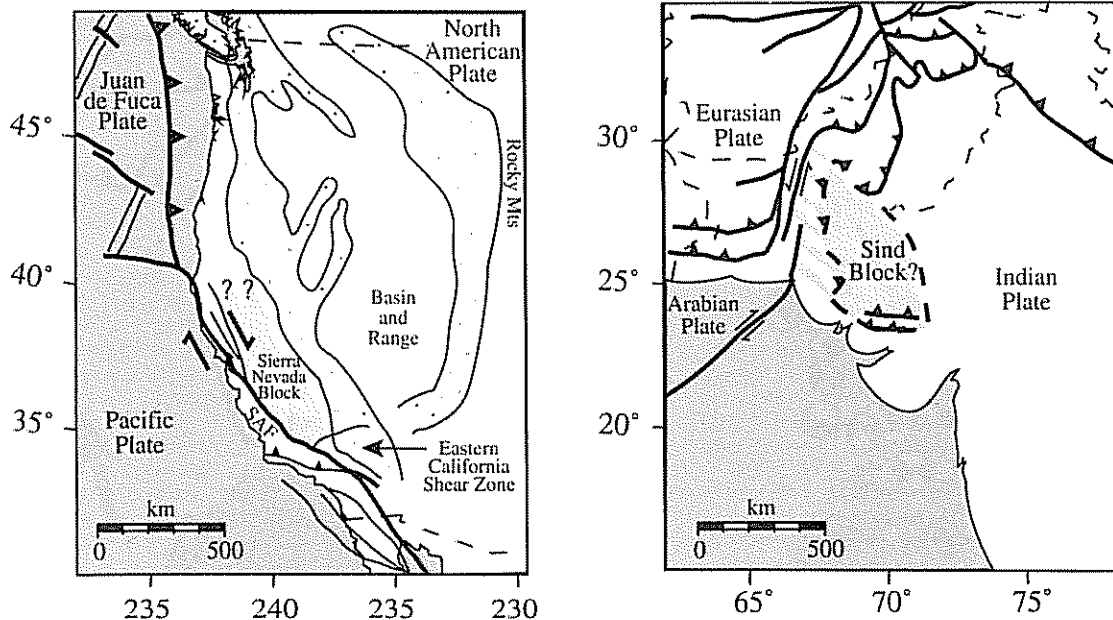 North
American
Plate
Juan
de Fuca
Plate
45°
Rocky Mts
40°
? ?
Basin
and
Range
Sierra
Nevada
Block
SAF
Pacific
Plate
35°
Eastern
California
Shear Zone
km
0 500
235 240 235 230
Eurasian
Plate
30°
Sind
Block?
25°
Indian
Plate
Arabian
Plate
20°
km
0 500
65° 70° 75°